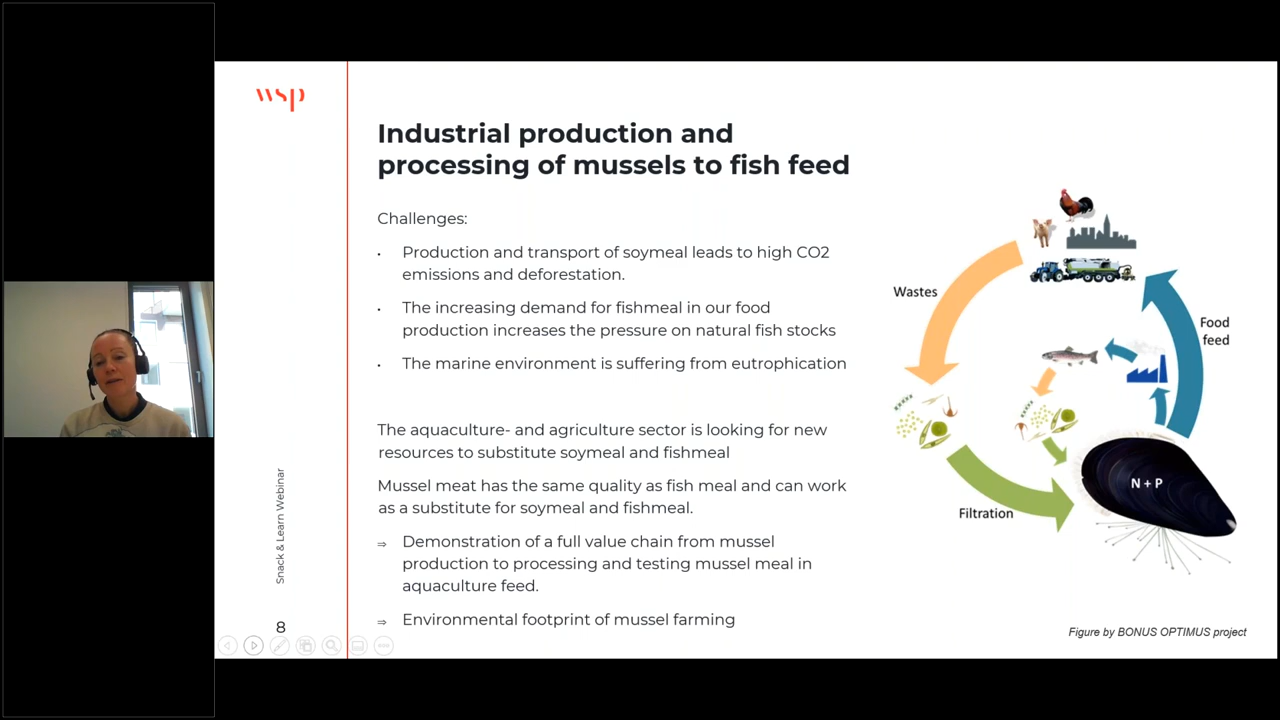 wsp
Industrial production and
processing of mussels to fish feed
Challenges:
• Production and transport of soymeal leads to high CO2
emissions and deforestation.
• The increasing demand for fishmeal in our food
production increases the pressure on natural fish stocks
• The marine environment is suffering from eutrophication
The aquaculture- and agriculture sector is looking for new
resources to substitute soymeal and fishmeal
Mussel meat has the same quality as fish meal and can work
as a substitute for soymeal and fishmeal.
⇒ Demonstration of a full value chain from mussel
production to processing and testing mussel meal in
aquaculture feed.
⇒ Environmental footprint of mussel farming
Wastes
Food
feed
N + P
Filtration
Figure by BONUS OPTIMUS project
Snack & Learn Webinar
8